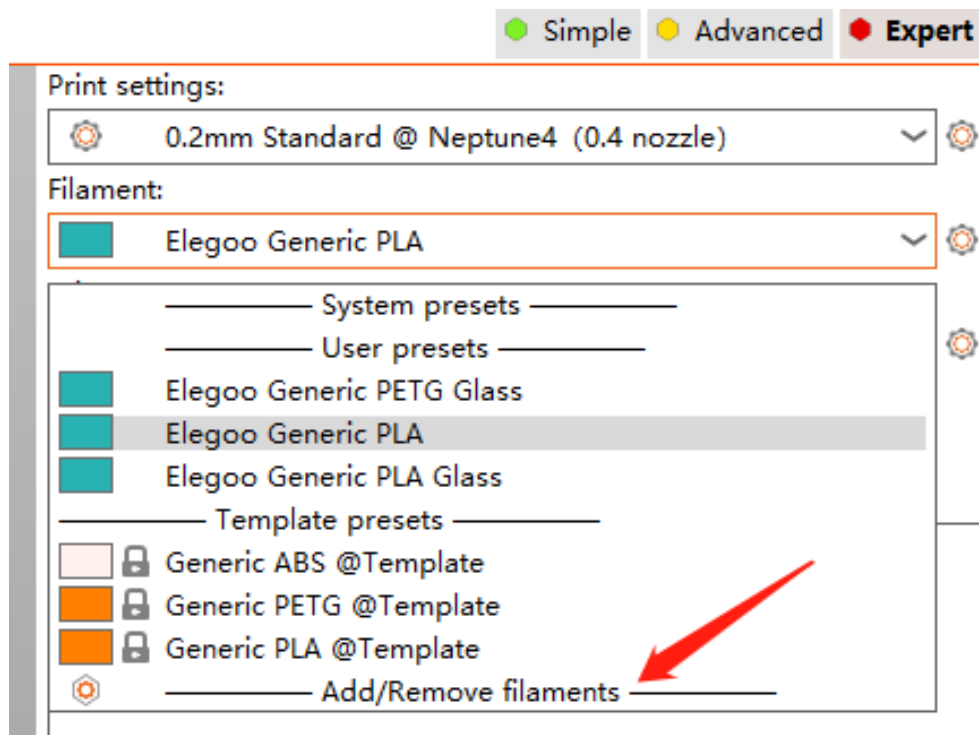 Simple Advanced Expert
Print settings:
0.2mm Standard @ Neptune4 (0.4 nozzle)
Filament:
Elegoo Generic PLA
System presets
User presets
Elegoo Generic PETG Glass
Elegoo Generic PLA
Elegoo Generic PLA Glass
Template presets
Generic ABS @Template
Generic PETG @Template
Generic PLA @Template
Add/Remove filaments